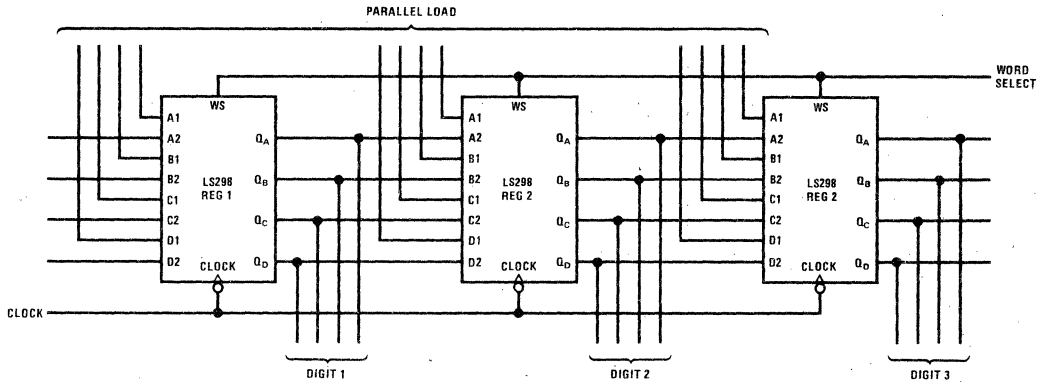 PARALLEL LOAD
WORD
SELECT
WS
A1
A2
B1
B2
C1
C2
D1
D2
LS298
REG 1
QA
QB
QC
QD
CLOCK
WS
A1
A2
B1
B2
C1
C2
D1
D2
LS298
REG 2
QA
QB
QC
QD
CLOCK
WS
A1
A2
B1
B2
C1
C2
D1
D2
LS298
REG 2
QA
QB
QC
QD
CLOCK
CLOCK
DIGIT 1
DIGIT 2
DIGIT 3